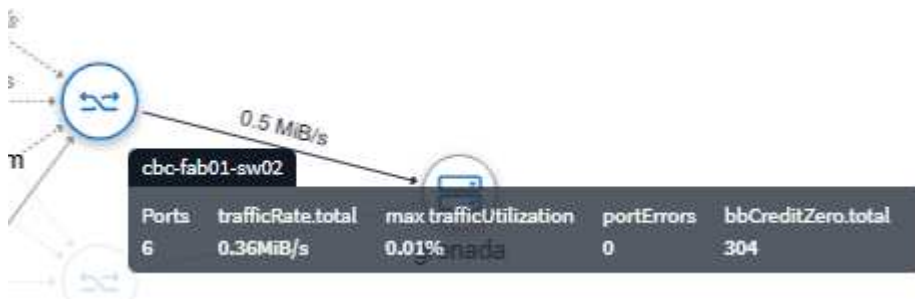 s
0.5 MiB/s
m
cbc-fab01-sw02
Ports trafficRate.total max trafficUtilization portErrors bbCreditZero.total
6 0.36MiB/s 0.01% 0 304